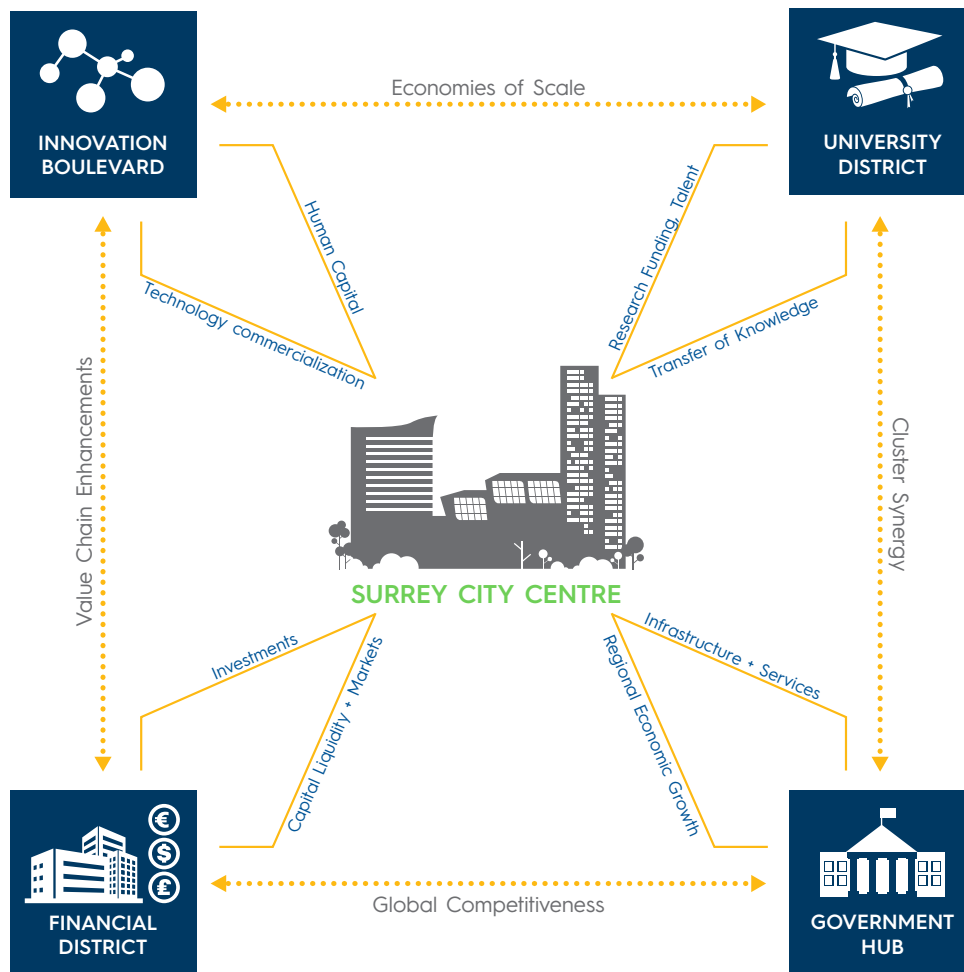 INNOVATION
BOULEVARD
Economies of Scale
UNIVERSITY
DISTRICT
Human Capital
Technology commercialization
Research Funding, Talent
Transfer of Knowledge
Value Chain Enhancements
Cluster Synergy
SURREY CITY CENTRE
Investments
Capital Liquidity + Markets
Infrastructure + Services
Regional Economic Growth
€
$
£
FINANCIAL
DISTRICT
Global Competitiveness
GOVERNMENT
HUB